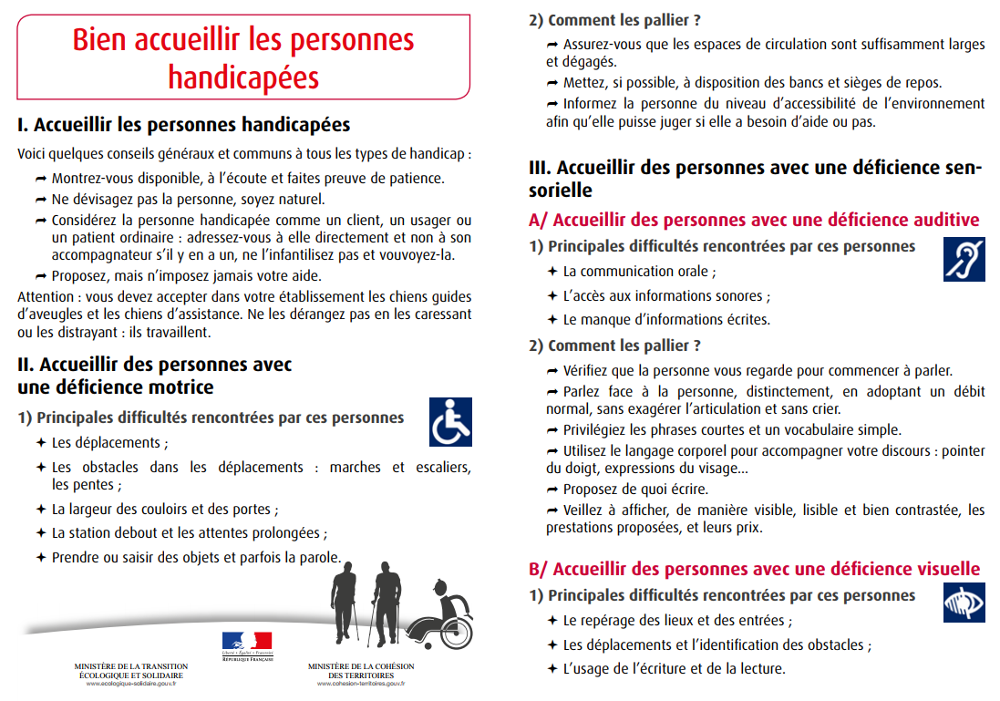 Bien accueillir les personnes
handicapées
I. Accueillir les personnes handicapées
Voici quelques conseils généraux et communs à tous les types de handicap :
➦ Montrez-vous disponible, à l'écoute et faites preuve de patience.
➦ Ne dévisagez pas la personne, soyez naturel.
➦ Considérez la personne handicapée comme un client, un usager ou
un patient ordinaire : adressez-vous à elle directement et non à son
accompagnateur s'il y en a un, ne l'infantilisez pas et vouvoyez-la.
➦ Proposez, mais n'imposez jamais votre aide.
Attention : vous devez accepter dans votre établissement les chiens guides
d'aveugles et les chiens d'assistance. Ne les dérangez pas en les caressant
ou les distrayant : ils travaillent.
II. Accueillir des personnes avec
une déficience motrice
1) Principales difficultés rencontrées par ces personnes
✦ Les déplacements ;
✦ Les obstacles dans les déplacements : marches et escaliers,
les pentes ;
✦ La largeur des couloirs et des portes ;
✦ La station debout et les attentes prolongées ;
✦ Prendre ou saisir des objets et parfois la parole.
Liberté • Égalité • Fraternité
RÉPUBLIQUE FRANÇAISE
MINISTÈRE DE LA TRANSITION
ÉCOLOGIQUE ET SOLIDAIRE
www.ecologique-solidaire.gouv.fr
MINISTÈRE DE LA COHÉSION
DES TERRITOIRES
www.cohesion-territoires.gouv.fr
2) Comment les pallier ?
➦ Assurez-vous que les espaces de circulation sont suffisamment larges
et dégagés.
➦ Mettez, si possible, à disposition des bancs et sièges de repos.
➦ Informez la personne du niveau d'accessibilité de l'environnement
afin qu'elle puisse juger si elle a besoin d'aide ou pas.
III. Accueillir des personnes avec une déficience sen-
sorielle
A/ Accueillir des personnes avec une déficience auditive
1) Principales difficultés rencontrées par ces personnes
✦ La communication orale ;
✦ L'accès aux informations sonores ;
✦ Le manque d'informations écrites.
2) Comment les pallier ?
➦ Vérifiez que la personne vous regarde pour commencer à parler.
➦ Parlez face à la personne, distinctement, en adoptant un débit
normal, sans exagérer l'articulation et sans crier.
➦ Privilégiez les phrases courtes et un vocabulaire simple.
➦ Utilisez le langage corporel pour accompagner votre discours : pointer
du doigt, expressions du visage...
➦ Proposez de quoi écrire.
➦ Veillez à afficher, de manière visible, lisible et bien contrastée, les
prestations proposées, et leurs prix.
B/ Accueillir des personnes avec une déficience visuelle
1) Principales difficultés rencontrées par ces personnes
✦ Le repérage des lieux et des entrées ;
✦ Les déplacements et l'identification des obstacles ;
✦ L'usage de l'écriture et de la lecture.